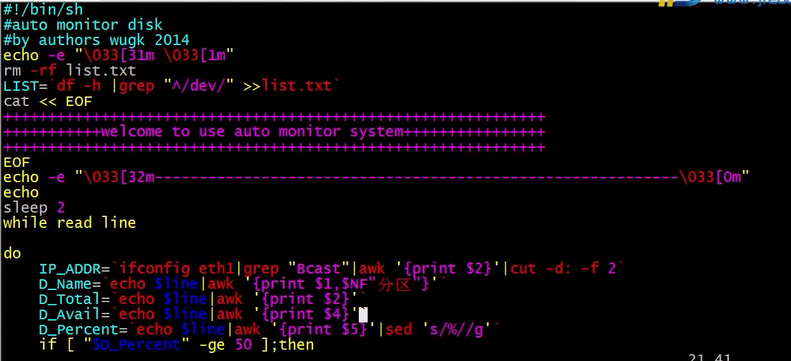 #!/bin/sh
#auto monitor disk
#by authors wugk 2014
echo -e "\033[31m \033[1m"
rm -rf list.txt
LIST=`df -h |grep "^/dev/" >>list.txt`
cat << EOF
++++++++++++++++++++++++++++++++++++++++++++++++++++++++++++
+++++++++++welcome to use auto monitor system++++++++++++++++
++++++++++++++++++++++++++++++++++++++++++++++++++++++++++++
EOF
echo -e "\033[32m----------------------------------------------------------\033[0m"
echo
sleep 2
while read line
do
IP_ADDR=`ifconfig eth1|grep "Bcast"|awk '{print $2}'|cut -d: -f 2`
D_Name=`echo $line|awk '{print $1,$NF"分区"}'`
D_Total=`echo $line|awk '{print $2}'`
D_Avail=`echo $line|awk '{print $4}'`
D_Percent=`echo $line|awk '{print $5}'|sed 's/%//g'`
if [ "$D_Percent" -ge 50 ];then
21,41